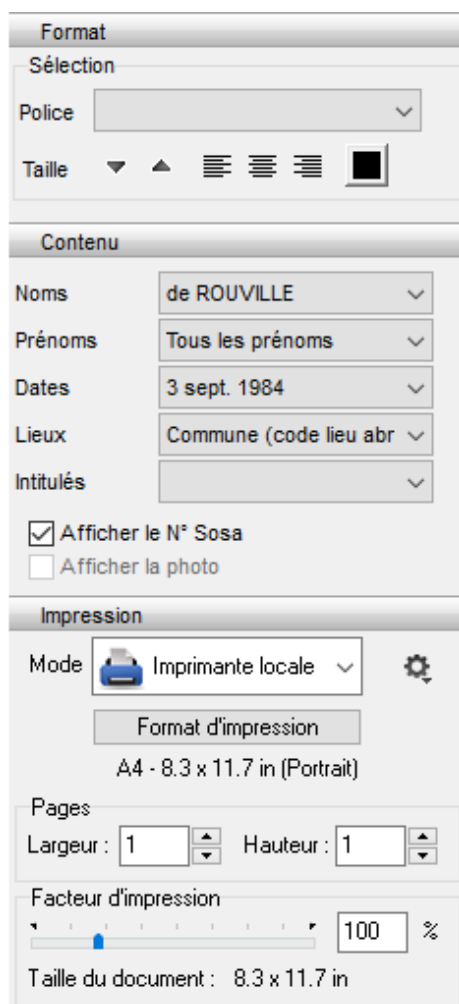 Format
Sélection
Police
Taille
Contenu
Noms de ROUVILLE
Prénoms Tous les prénoms
Dates 3 sept. 1984
Lieux Commune (code lieu abr
Intitulés
Afficher le N° Sosa
Afficher la photo
Impression
Mode Imprimante locale
Format d'impression
A4 - 8.3 x 11.7 in (Portrait)
Pages
Largeur : 1 Hauteur : 1
Facteur d'impression
100 %
Taille du document : 8.3 x 11.7 in